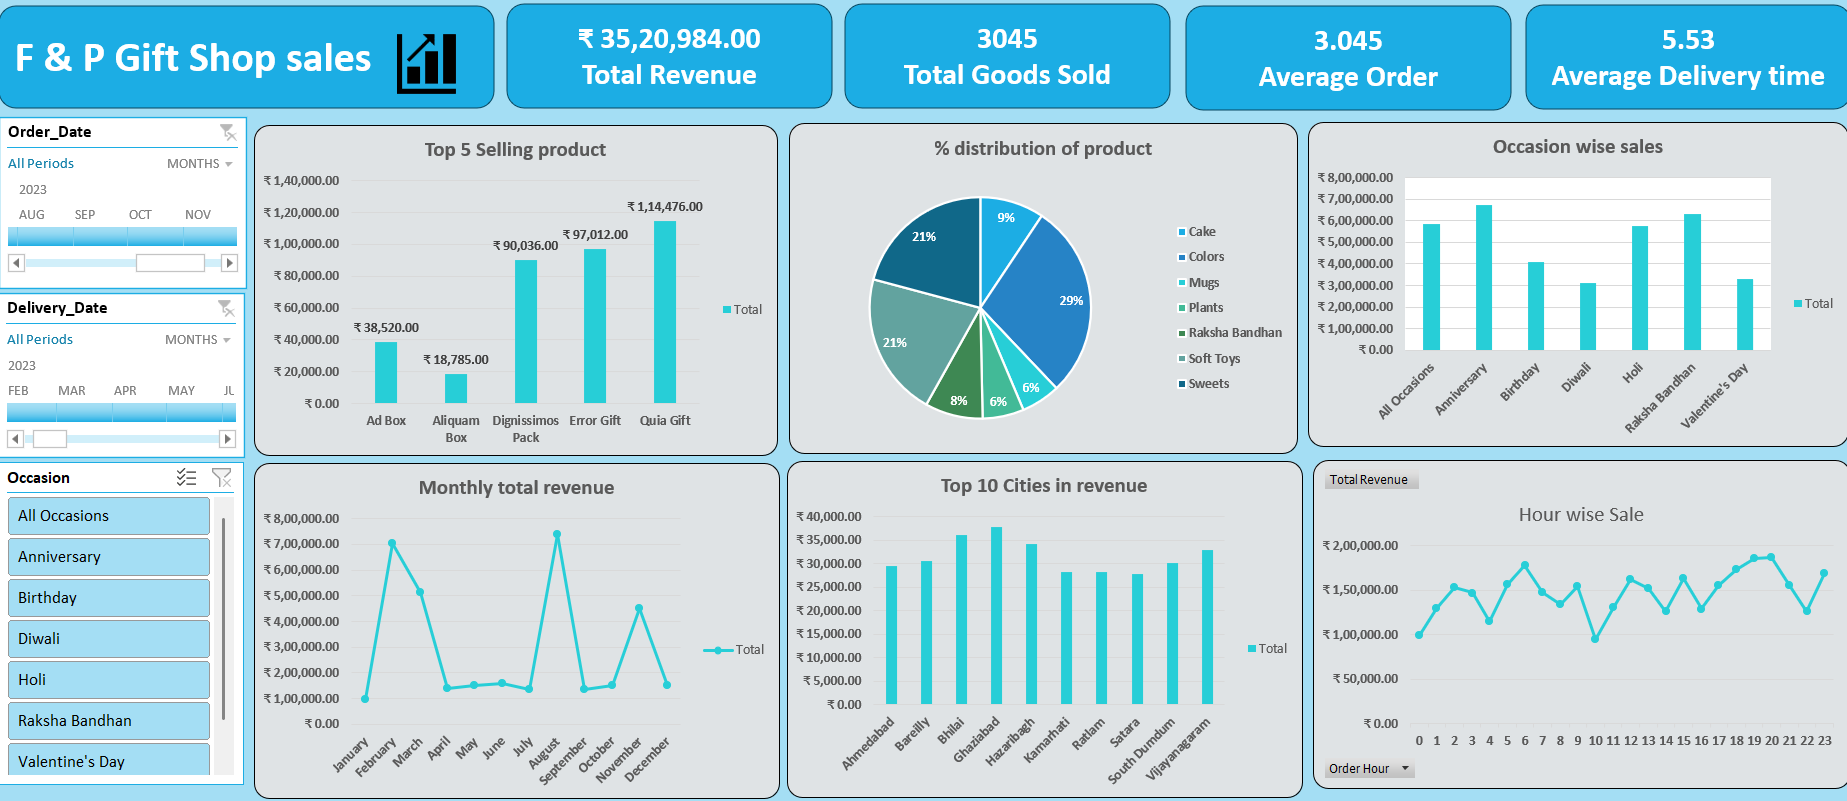 F & P Gift Shop sales
₹ 35,20,984.00
Total Revenue
3045
Total Goods Sold
3.045
Average Order
5.53
Average Delivery time
Order_Date
All Periods
MONTHS
2023
AUG SEP OCT NOV
Delivery_Date
All Periods
MONTHS
2023
FEB MAR APR MAY JU
Occasion
All Occasions
Anniversary
Birthday
Diwali
Holi
Raksha Bandhan
Valentine's Day
Top 5 Selling product
₹ 1,40,000.00
₹ 1,20,000.00
₹ 1,00,000.00
₹ 80,000.00
₹ 60,000.00
₹ 40,000.00
₹ 20,000.00
₹ 0.00
₹ 38,520.00
₹ 18,785.00
₹ 90,036.00
₹ 97,012.00
₹ 1,14,476.00
Ad Box
Aliquam Box
Dignissimos Pack
Error Gift
Quia Gift
Total
% distribution of product
9%
29%
6%
6%
8%
21%
21%
Cake
Colors
Mugs
Plants
Raksha Bandhan
Soft Toys
Sweets
Occasion wise sales
₹ 8,00,000.00
₹ 7,00,000.00
₹ 6,00,000.00
₹ 5,00,000.00
₹ 4,00,000.00
₹ 3,00,000.00
₹ 2,00,000.00
₹ 1,00,000.00
₹ 0.00
All Occasions
Anniversary
Birthday
Diwali
Holi
Raksha Bandhan
Valentine's Day
Total
Monthly total revenue
₹ 8,00,000.00
₹ 7,00,000.00
₹ 6,00,000.00
₹ 5,00,000.00
₹ 4,00,000.00
₹ 3,00,000.00
₹ 2,00,000.00
₹ 1,00,000.00
₹ 0.00
January
February
March
April
May
June
July
August
September
October
November
December
Total
Top 10 Cities in revenue
₹ 40,000.00
₹ 35,000.00
₹ 30,000.00
₹ 25,000.00
₹ 20,000.00
₹ 15,000.00
₹ 10,000.00
₹ 5,000.00
₹ 0.00
Ahmedabad
Bareilly
Bhilai
Ghaziabad
Hazaribagh
Kamarhati
Ratlam
Satara
South Dumdum
Vijayanagaram
Total
Total Revenue
Hour wise Sale
₹ 2,00,000.00
₹ 1,50,000.00
₹ 1,00,000.00
₹ 50,000.00
₹ 0.00
0 1 2 3 4 5 6 7 8 9 10 11 12 13 14 15 16 17 18 19 20 21 22 23
Order Hour